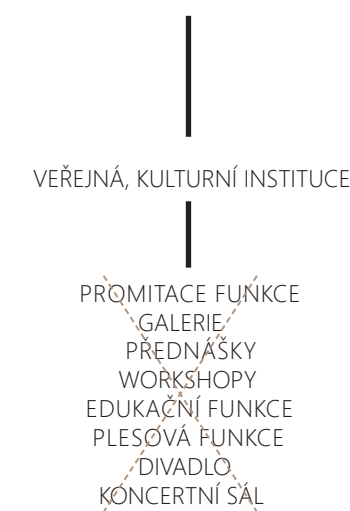 VEŘEJNÁ, KULTURNÍ INSTITUCE
PROMITACE FUNKCE
GALERIE
PŘEDNÁŠKY
WORKSHOPY
EDUKAČNÍ FUNKCE
PLESOVÁ FUNKCE
DIVADLO
KONCERTNÍ SÁL